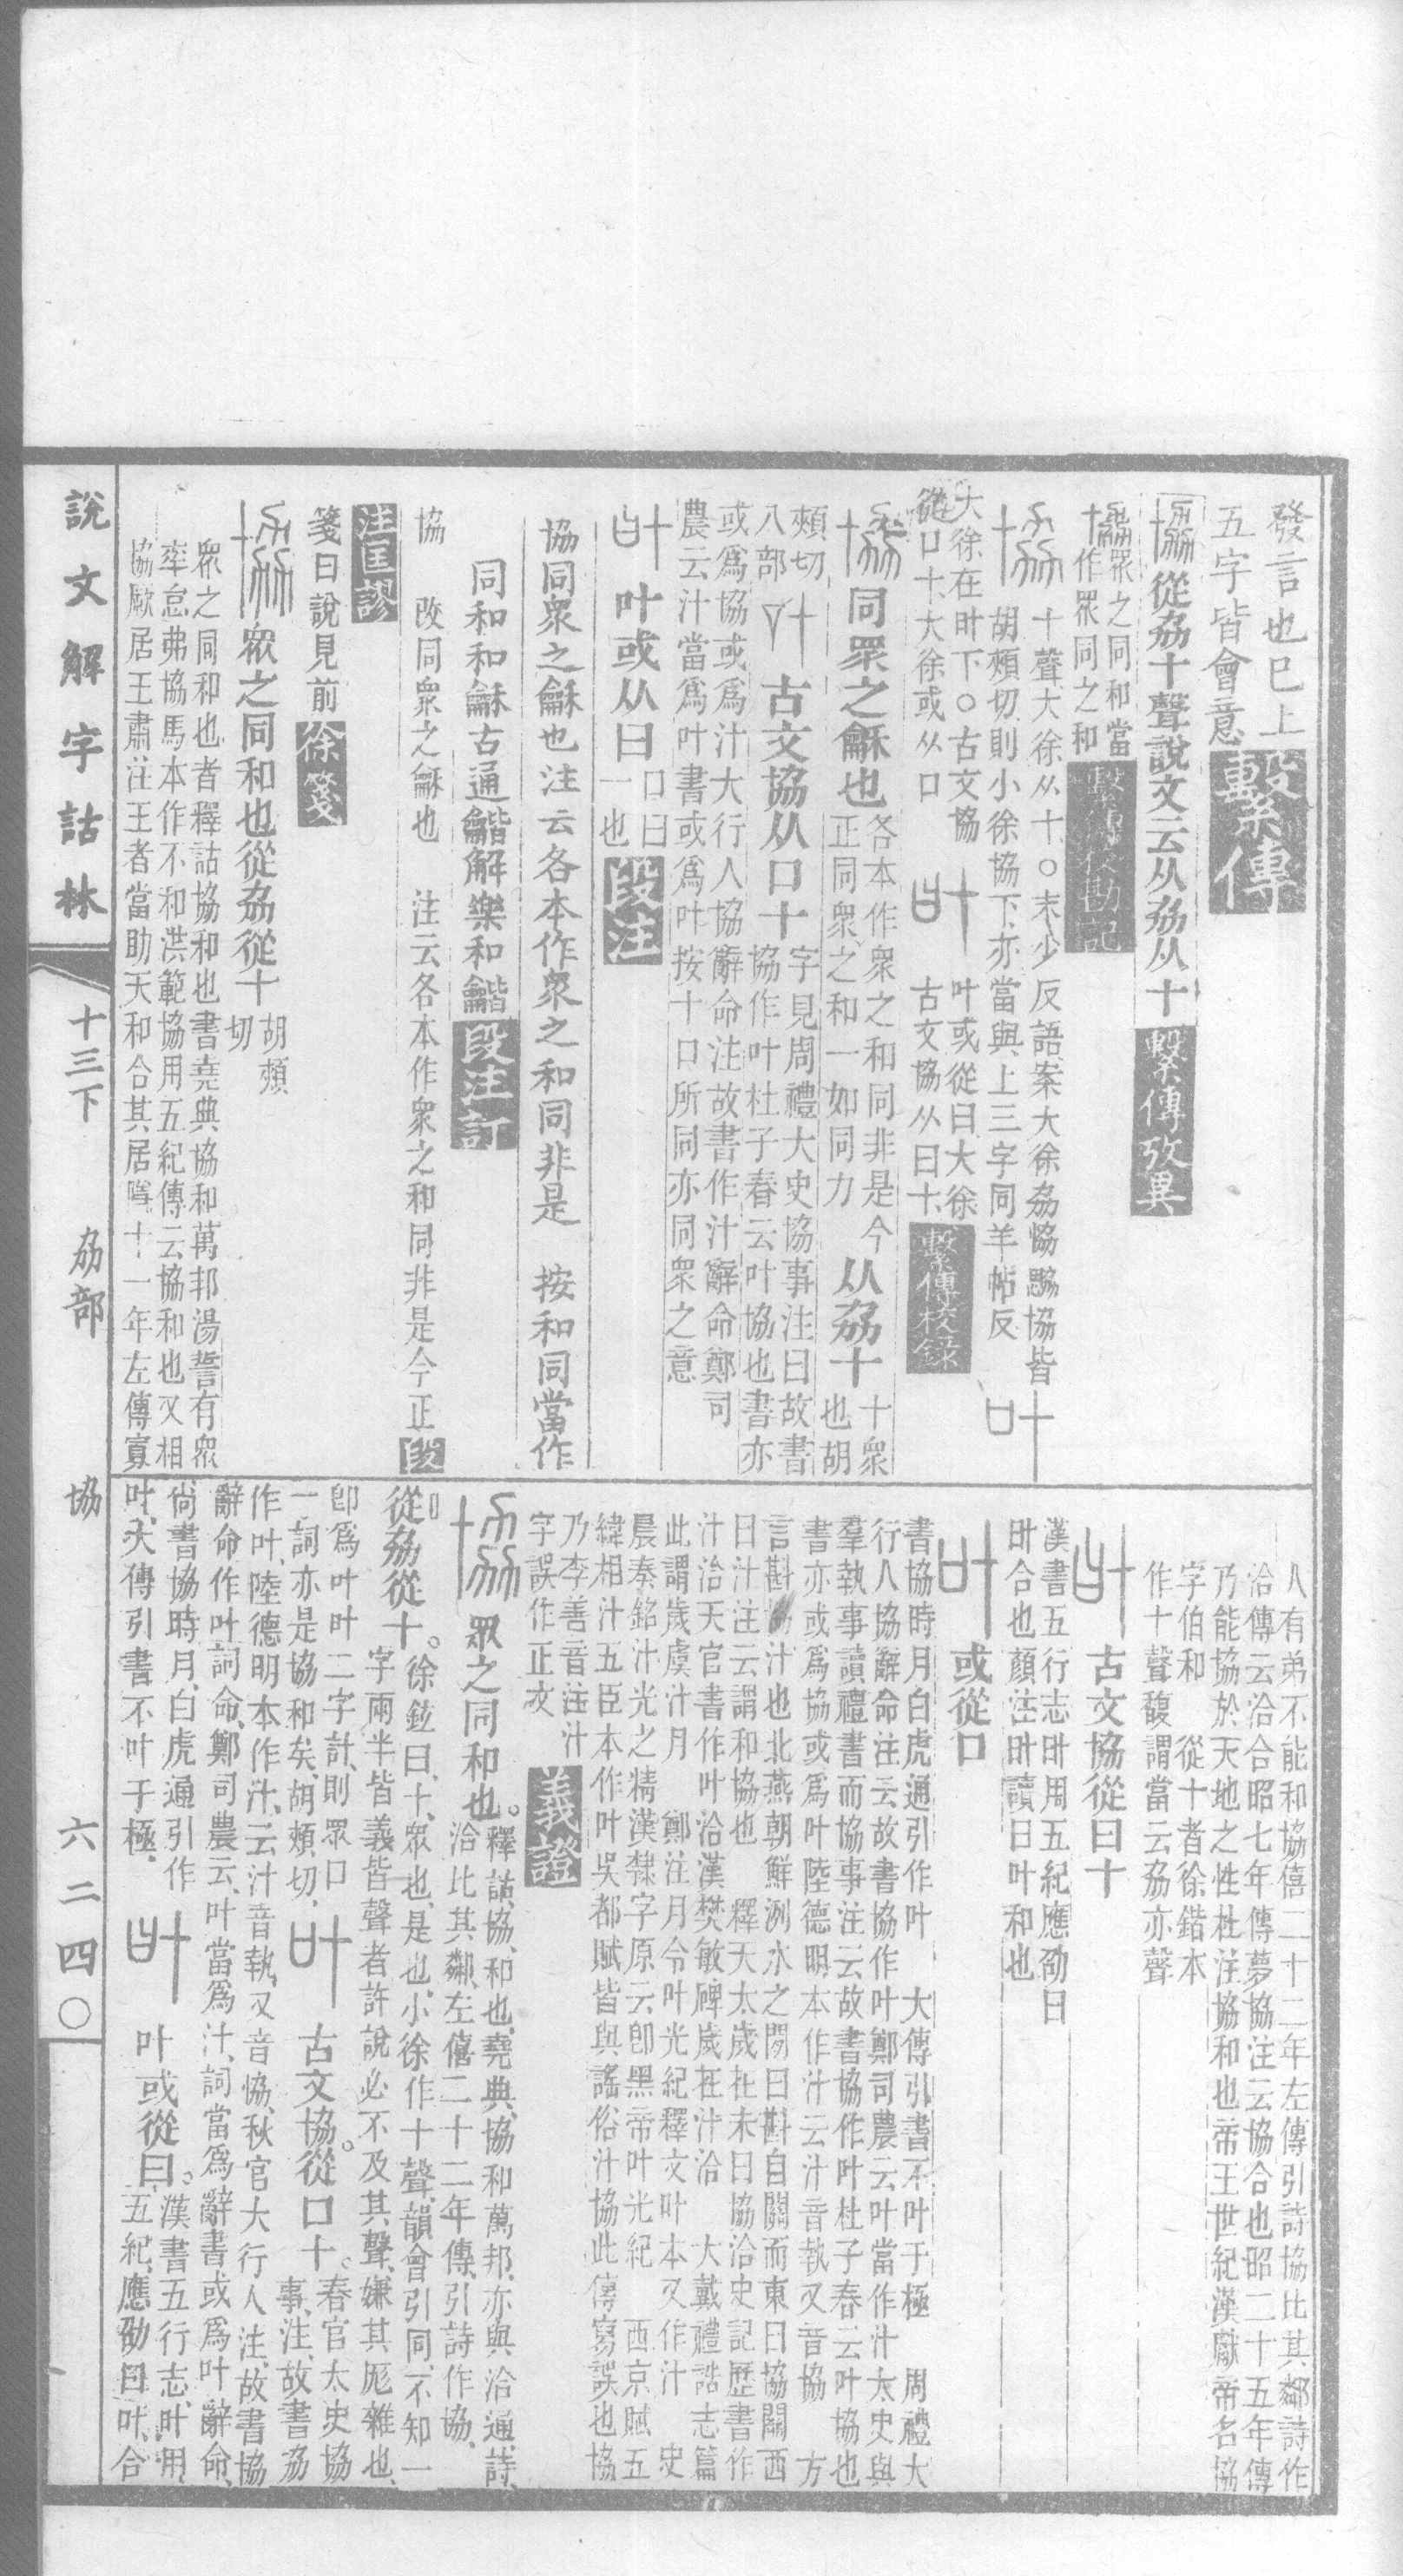 發言也已上
五字皆會意
繫傳
從劦十聲說文云从劦从十
繫傳攷異
眾之同和當
作眾同之和
繫傳校勘記
十聲大徐从十○末少反語案大徐劦恊勰協皆
胡頰切則小徐協下亦當與上三字同羊帖反
大徐在旪下○古文協
從口十大徐或从口
叶或從曰大徐
古文協从曰十
繫傳校錄
同眾之龢也
各本作衆之和同非是今
正同衆之和一如同力
从劦十
十衆也胡
頰切
八部
古文協从口十
字見周禮大史協事注曰故書
協作叶杜子春云叶協也書亦
或爲協或爲汁大行人協辭命注故書作汁辭命鄭司
農云汁當爲叶書或爲叶按十口所同亦同衆之意
叶或从曰
口曰
一也
段注
協同衆之龢也注云各本作衆之和同非是 按和同當作
同和和龢古通龤解樂和龤
段注訂
協 改同衆之龢也 注云各本作衆之和同非是今正
段注匡謬
箋曰說見前
徐箋
衆之同和也從劦從十
胡頰
切
衆之同和也者釋詁協和也書堯典協和萬邦湯誓有衆
率怠弗協馬本作不和洪範協用五紀傳云協和也又相
協厥居王肅注王者當助天和合其居 十一年左傳寡
人有弟不能和協僖二十二年左傳引詩協比其鄰詩作
洽傳云洽合昭七年傳夢協注云協合也昭二十五年傳
乃能協於天地之性杜注協和也帝王世紀漢獻帝名協
字伯和 從十者徐鍇本
作十聲馥謂當云劦亦聲
古文協從曰十
漢書五行志旪用五紀應劭曰
旪合也顏注旪讀曰叶和也
或從口
書協時月白虎通引作叶 大傳引書不叶于極 周禮大
行人協辭命注云故書協作叶鄭司農云叶當作汁大史與
羣執事讀禮書而協事注云故書協作叶杜子春云叶協也
書亦或爲協或爲叶陸德明本作汁云汁音執又音協 方
言斟協汁也北燕朝鮮洌水之閒曰斟自關而東曰協關西
曰汁注云謂和協也 釋天太歲在未曰協洽史記歷書作
汁洽天官書作叶洽漢樊敏碑歲在汁洽 大戴禮誥志篇
此謂歲虞汁月 鄭注月令叶光紀釋文叶本又作汁 史
晨奏銘汁光之精漢隸字原云卽黑帝叶光紀 西京賦五
緯相汁五臣本作叶吳都賦皆與謠俗汁協此傳寫誤也協
乃李善音注汁
字誤作正文
義證
眾之同和也。
釋詁、協、和也、堯典、協和萬邦、亦與洽通、詩、
洽比其鄰、左僖二十二年傳、引詩作協、
從劦從十。
徐鉉曰、十、眾也、是也、小徐作十聲、韻會引同、不知一
字兩半皆義皆聲者許說必不及其聲、嫌其厖雜也、
卽爲叶叶二字計、則眾口
一詞亦是協和矣、胡頰切、
古文協。從口十。
春官太史協
事、注、故書劦
作叶、陸德明本作汁、云汁音執、又音協、秋官大行人注、故書協
辭命作叶詞命、鄭司農云、叶當爲汁、詞當爲辭書或爲叶辭命、
尙書協時月、白虎通引作
叶、大傳引書不叶于極、
叶或從曰。
漢書五行志、叶用
五紀、應劭曰叶、合
說文解字詁林
十三下
劦部
協
六二四〇